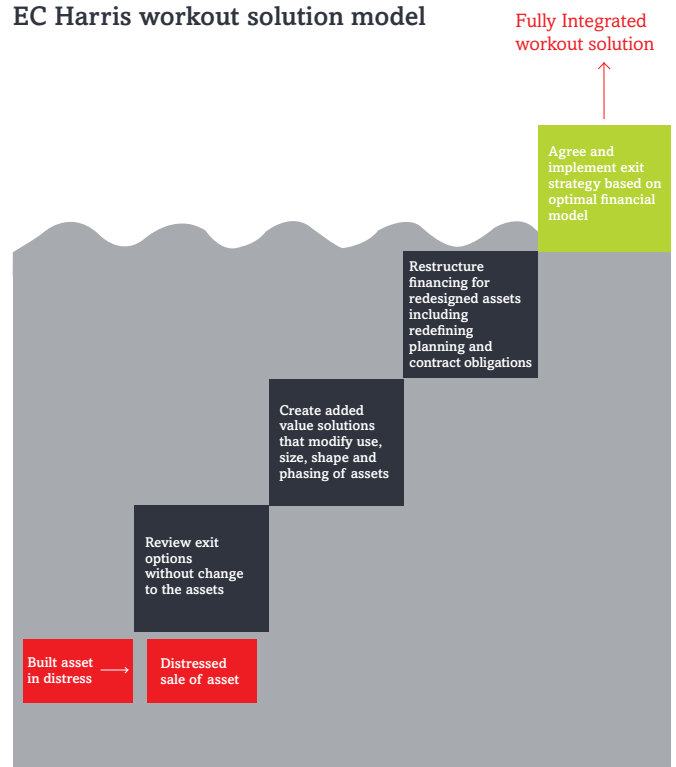 EC Harris workout solution model
Fully Integrated
workout solution
Agree and
implement exit
strategy based on
optimal financial
model
Restructure
financing for
redesigned assets
including
redefining
planning and
contract obligations
Create added
value solutions
that modify use,
size, shape and
phasing of assets
Review exit
options
without change
to the assets
Built asset
in distress
Distressed
sale of asset